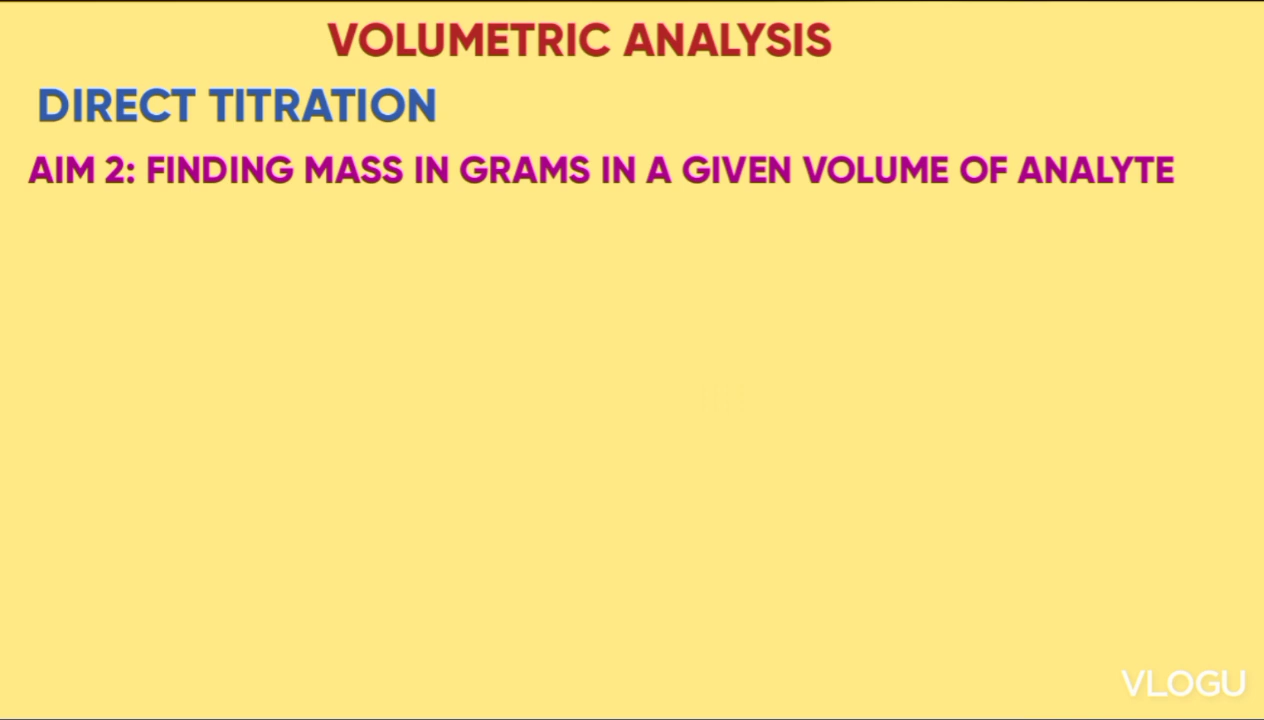 VOLUMETRIC ANALYSIS
DIRECT TITRATION
AIM 2: FINDING MASS IN GRAMS IN A GIVEN VOLUME OF ANALYTE
VLOGU